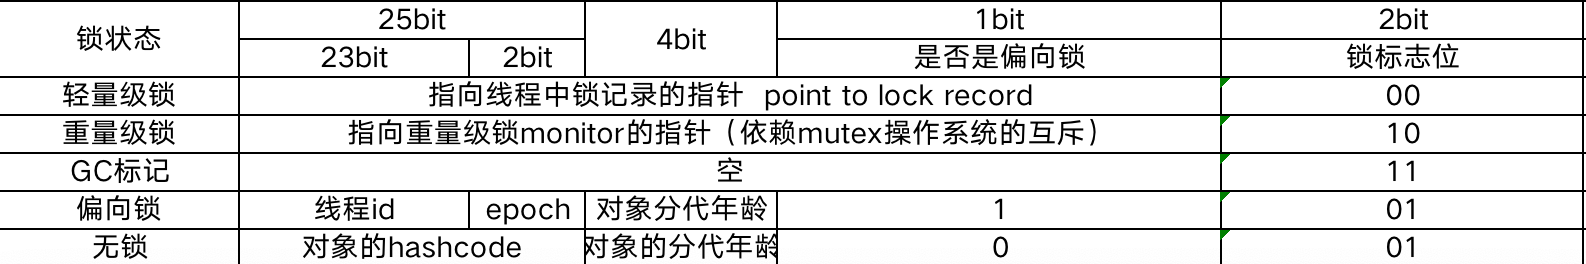 锁状态 25bit 4bit 1bit 2bit
23bit 2bit 是否是偏向锁 锁标志位
轻量级锁 指向线程中锁记录的指针 point to lock record 00
重量级锁 指向重量级锁monitor的指针（依赖mutex操作系统的互斥） 10
GC标记 空 11
偏向锁 线程id epoch 对象分代年龄 1 01
无锁 对象的hashcode 对象的分代年龄 0 01